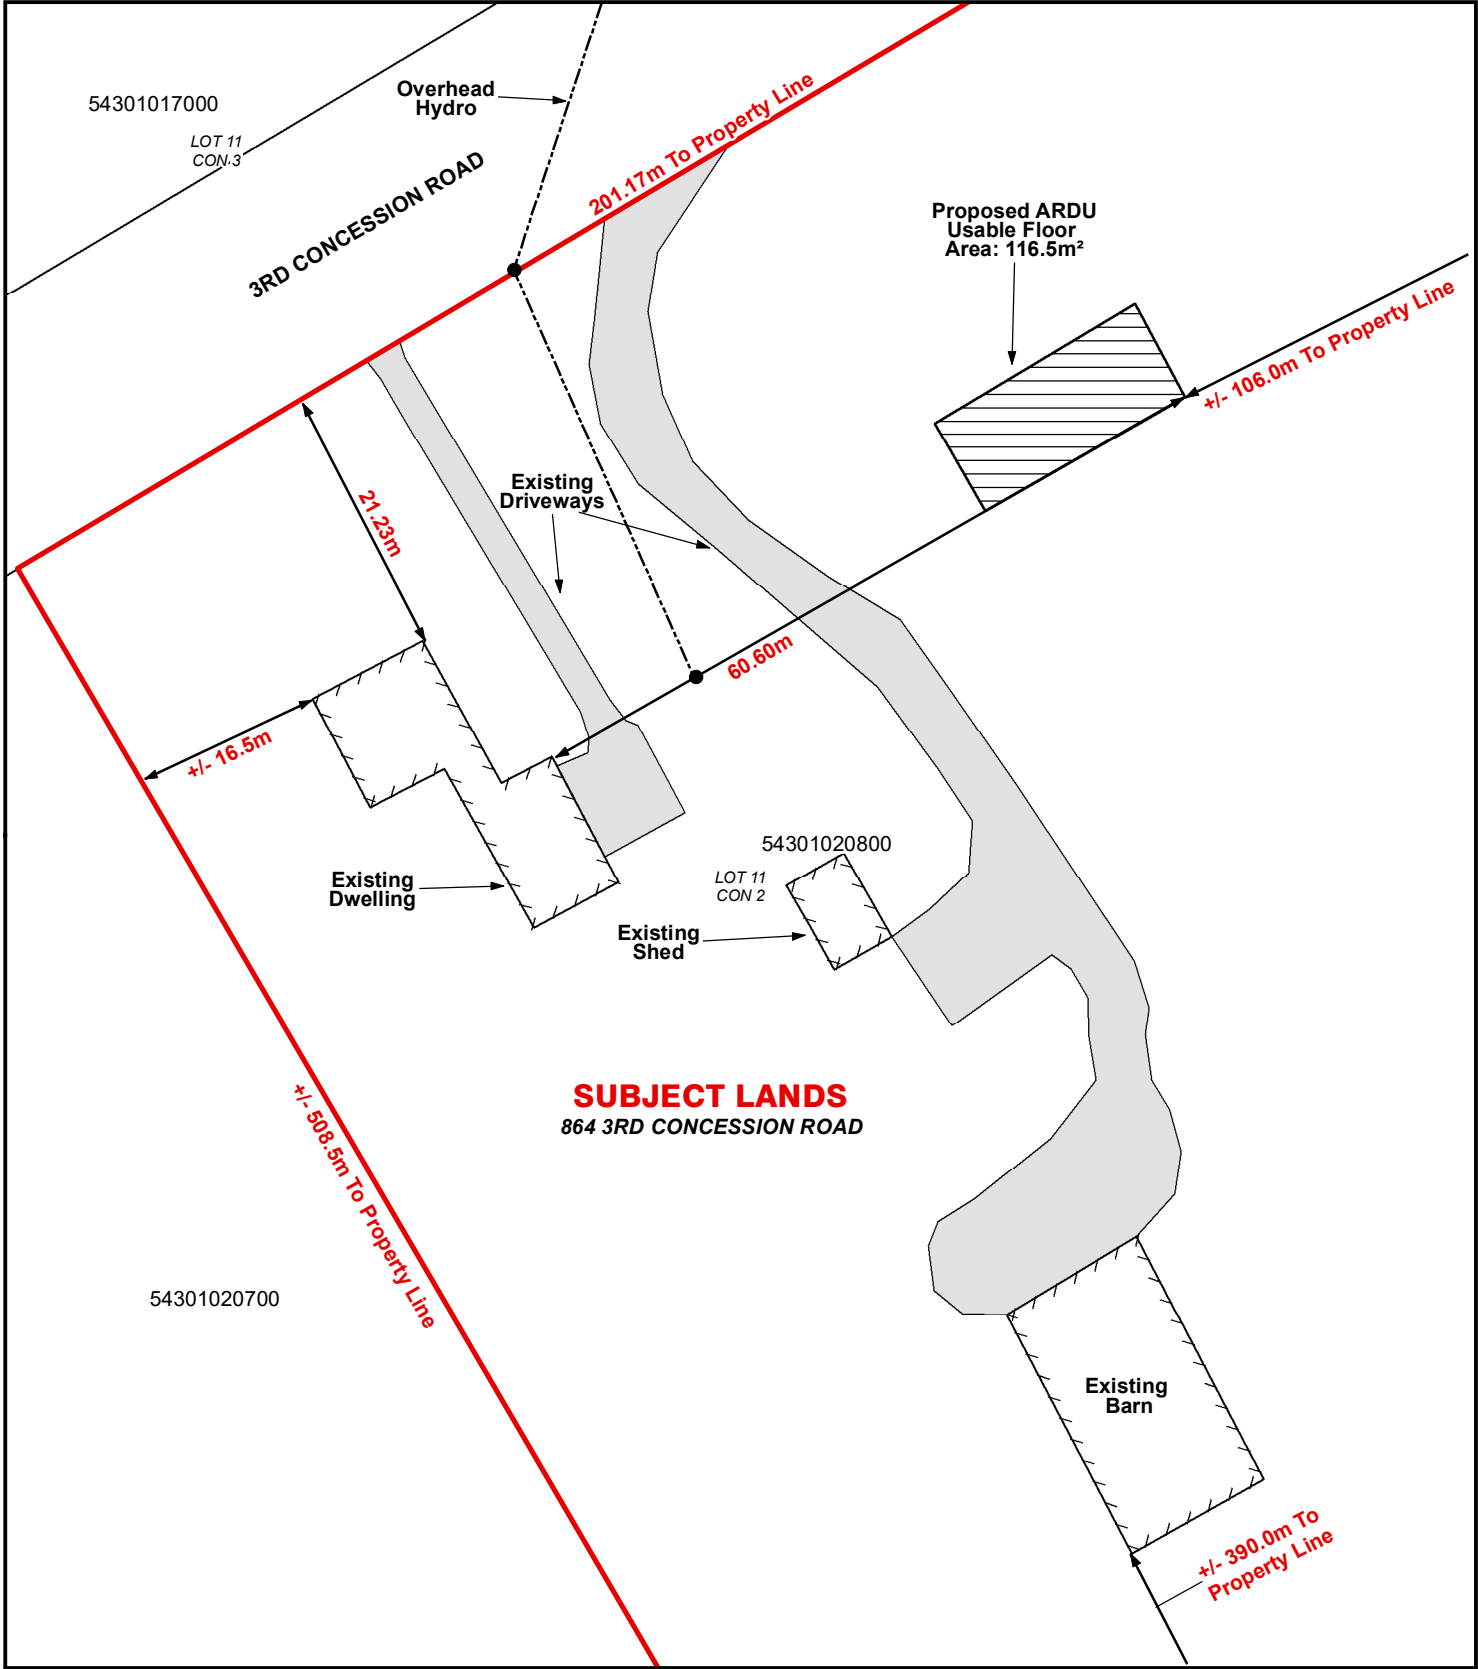 Overhead
Hydro
54301017000
LOT 11
CON 3
3RD CONCESSION ROAD
201.17m To Property Line
Proposed ARDU
Usable Floor
Area: 116.5m²
+/- 106.0m To Property Line
21.23m
Existing
Driveways
60.60m
+/- 16.5m
54301020800
LOT 11
CON 2
Existing
Dwelling
Existing
Shed
SUBJECT LANDS
864 3RD CONCESSION ROAD
+/- 508.5m To Property Line
54301020700
Existing
Barn
+/- 390.0m To
Property Line